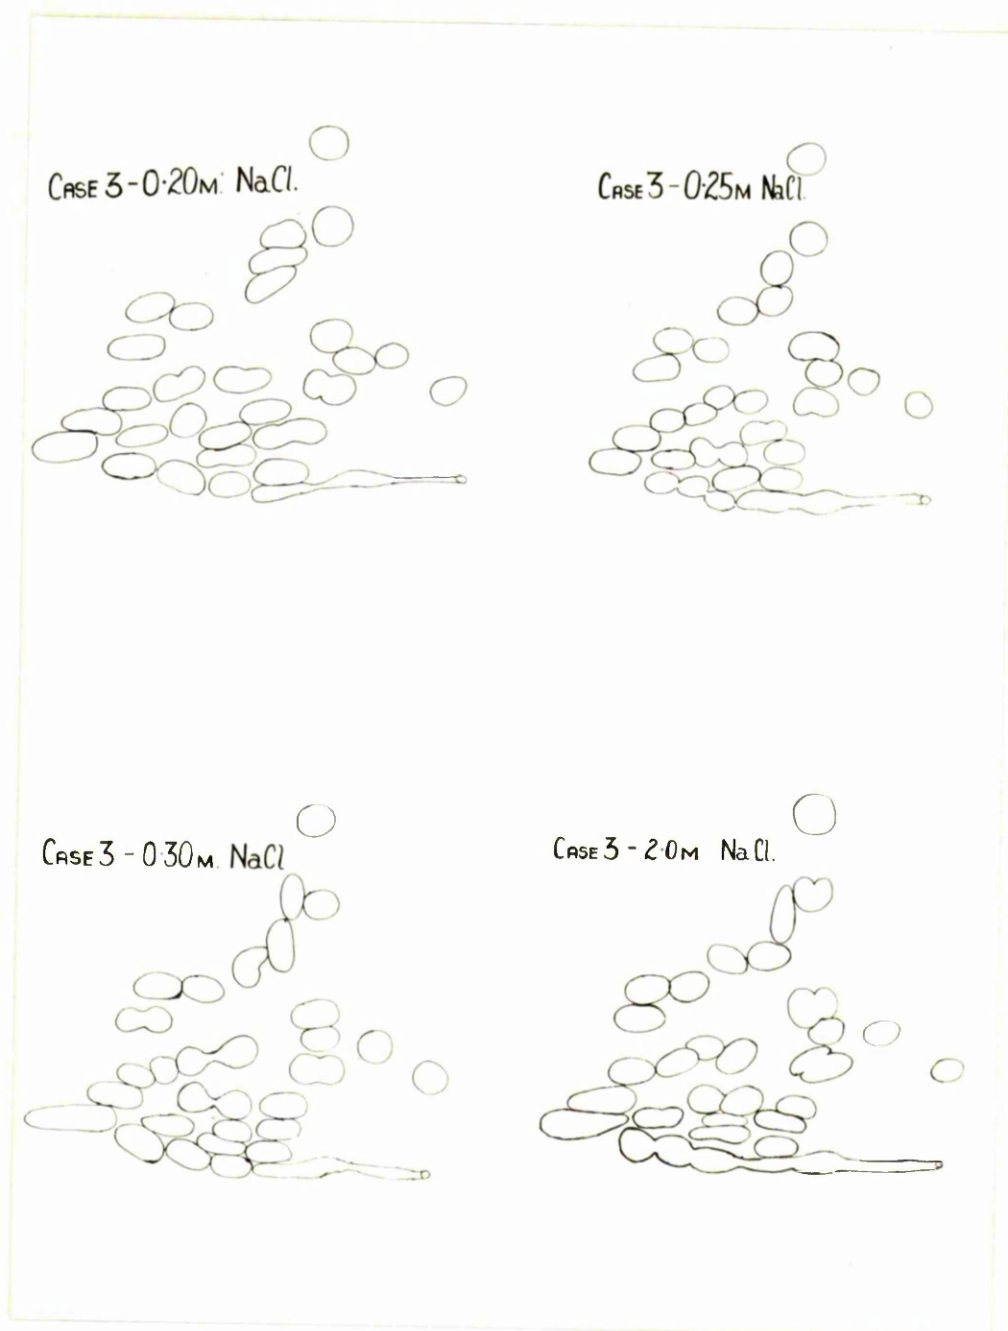 CASE 3 - 0·20M. NaCl.
CASE 3 - 0·25M NaCl
CASE 3 - 0·30M. NaCl
CASE 3 - 2·0M NaCl.